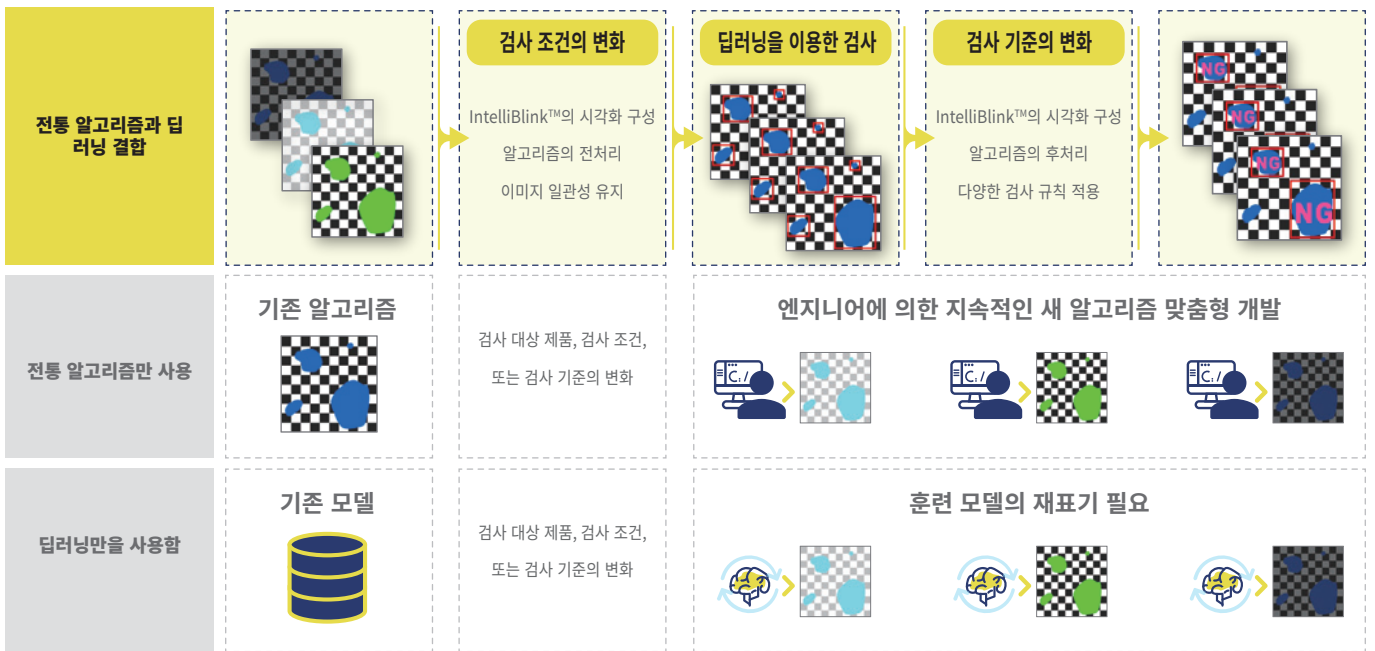 전통 알고리즘과 딥
러닝 결합
검사 조건의 변화
IntelliBlink™의 시각화 구성
알고리즘의 전처리
이미지 일관성 유지
딥러닝을 이용한 검사
검사 기준의 변화
IntelliBlink™의 시각화 구성
알고리즘의 후처리
다양한 검사 규칙 적용
NG
NG
NG
NG
NG
전통 알고리즘만 사용
기존 알고리즘
검사 대상 제품, 검사 조건,
또는 검사 기준의 변화
엔지니어에 의한 지속적인 새 알고리즘 맞춤형 개발
C:/
C:/
C:/
딥러닝만을 사용함
기존 모델
검사 대상 제품, 검사 조건,
또는 검사 기준의 변화
훈련 모델의 재표기 필요